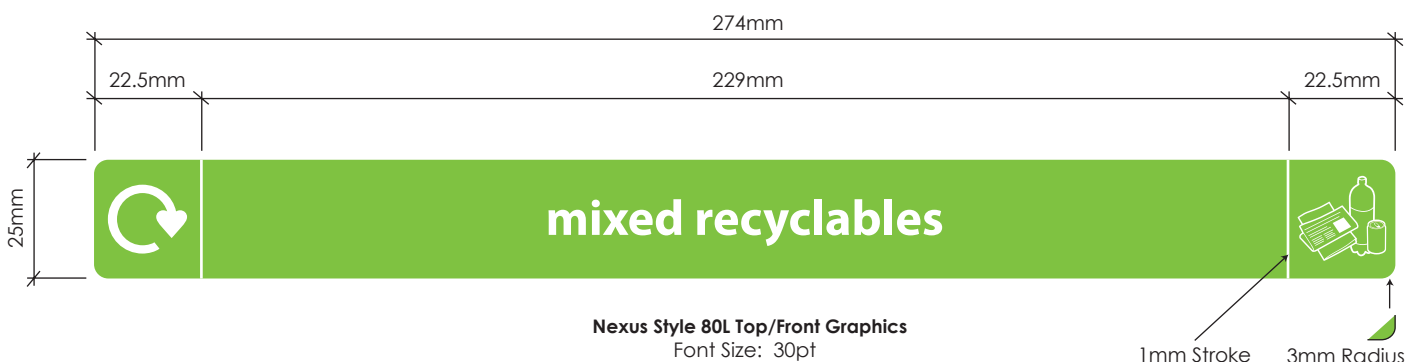 274mm
22.5mm
229mm
22.5mm
25mm
mixed recyclables
Nexus Style 80L Top/Front Graphics
Font Size: 30pt
1mm Stroke
3mm Radius